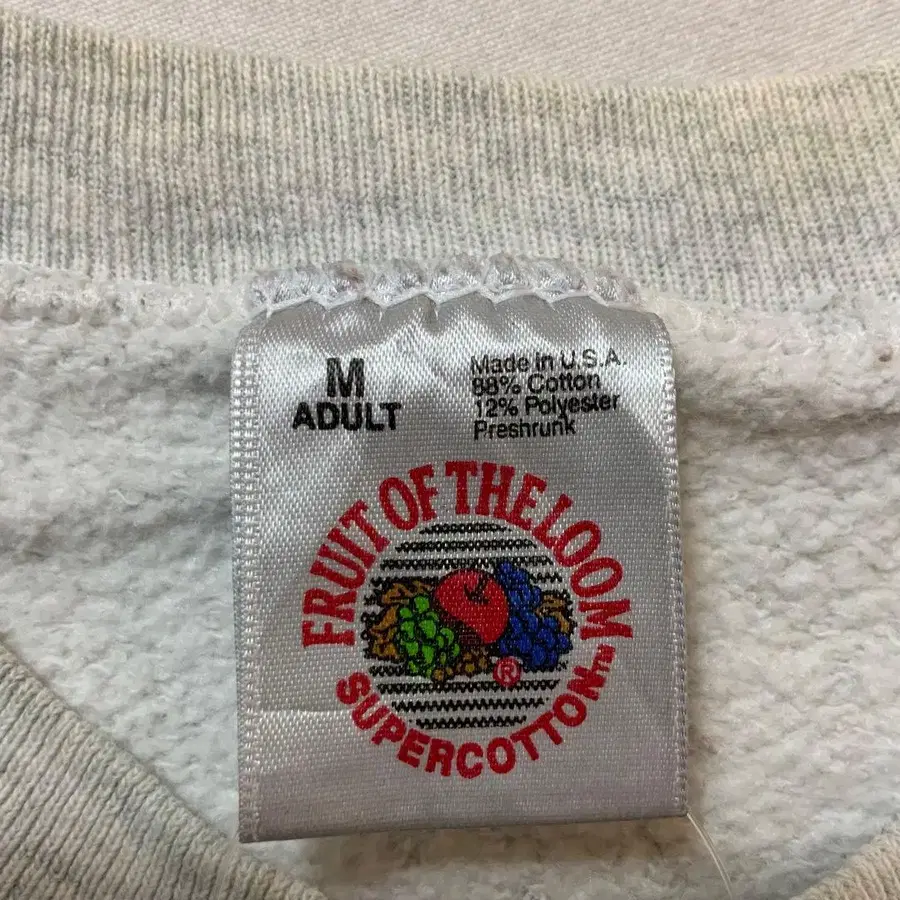 M
ADULT
Made in U.S.A.
88% Cotton
12% Polyester
Preshrunk
FRUIT OF THE LOOM
®
SUPERCOTTON™